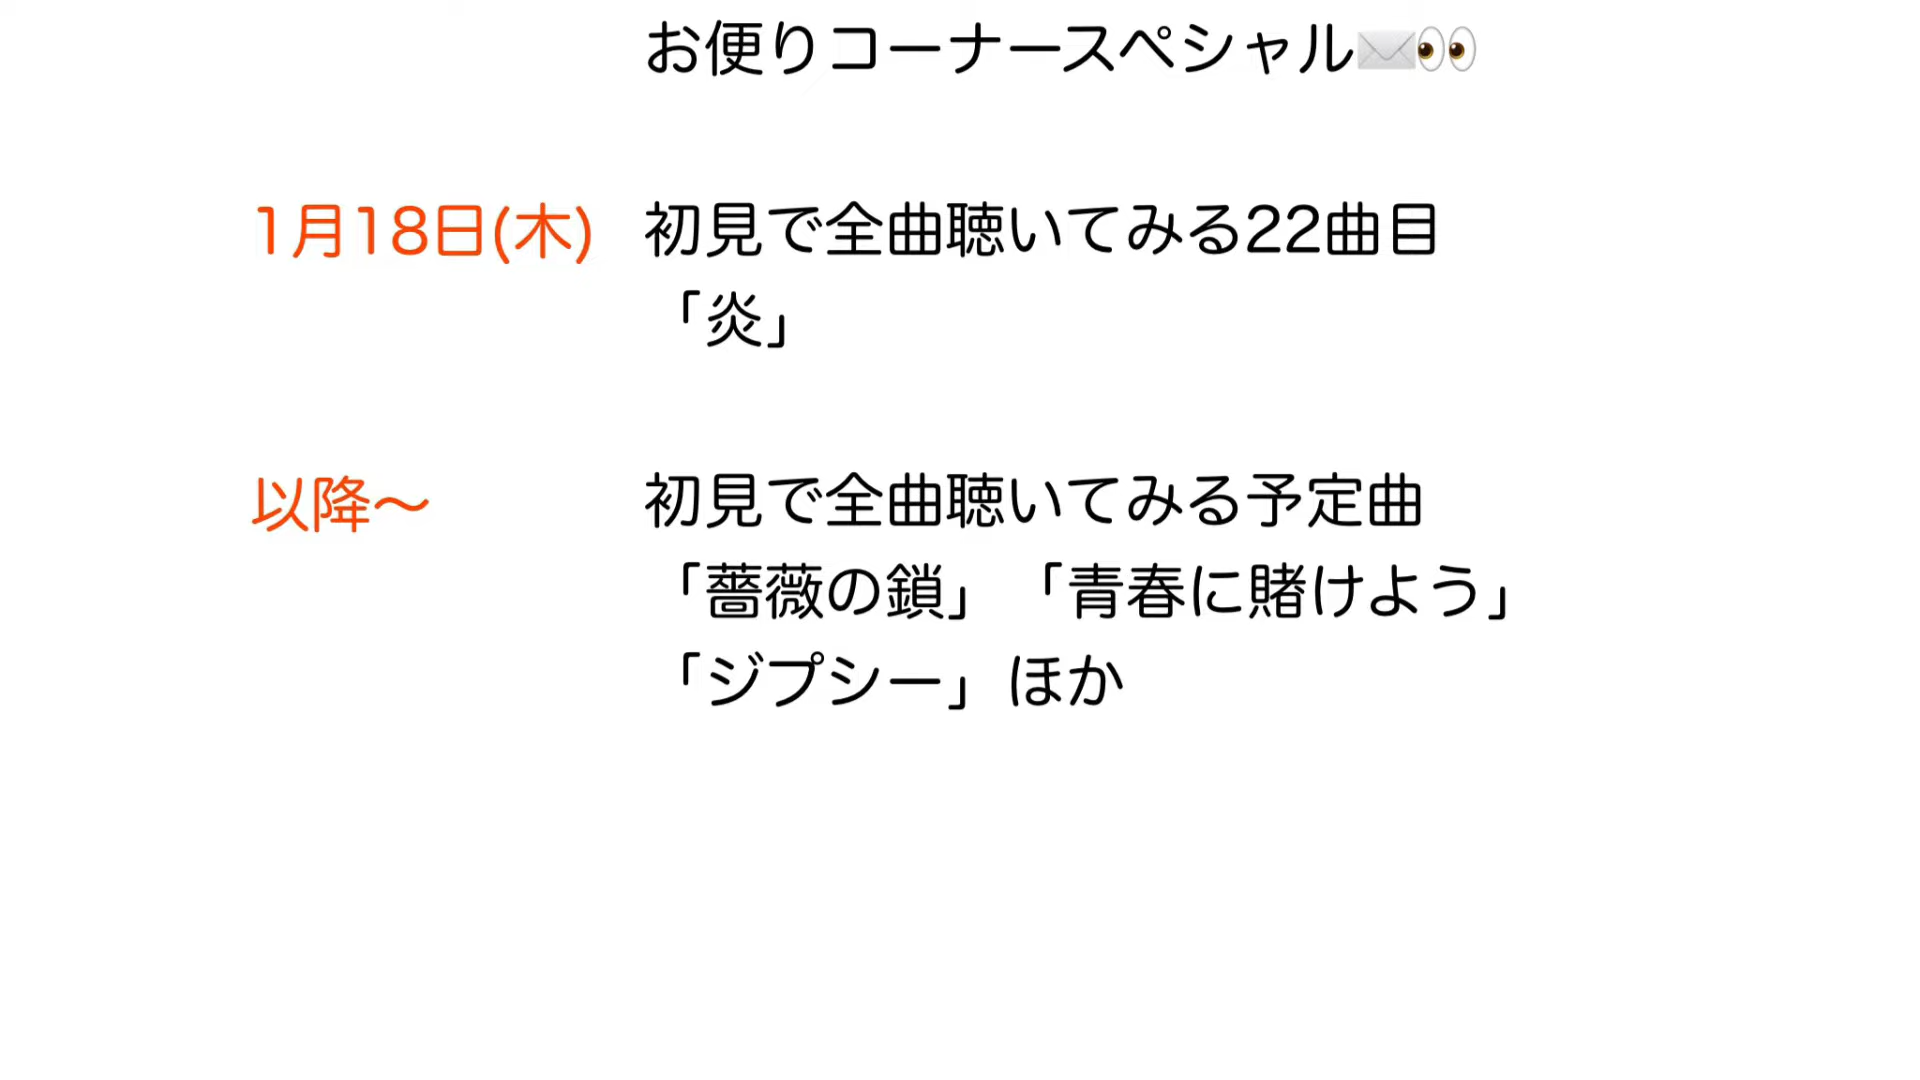 お便りコーナースペシャル✉️👀
1月18日(木) 初見で全曲聴いてみる22曲目
「炎」
以降〜 初見で全曲聴いてみる予定曲
「薔薇の鎖」「青春に賭けよう」
「ジプシー」ほか